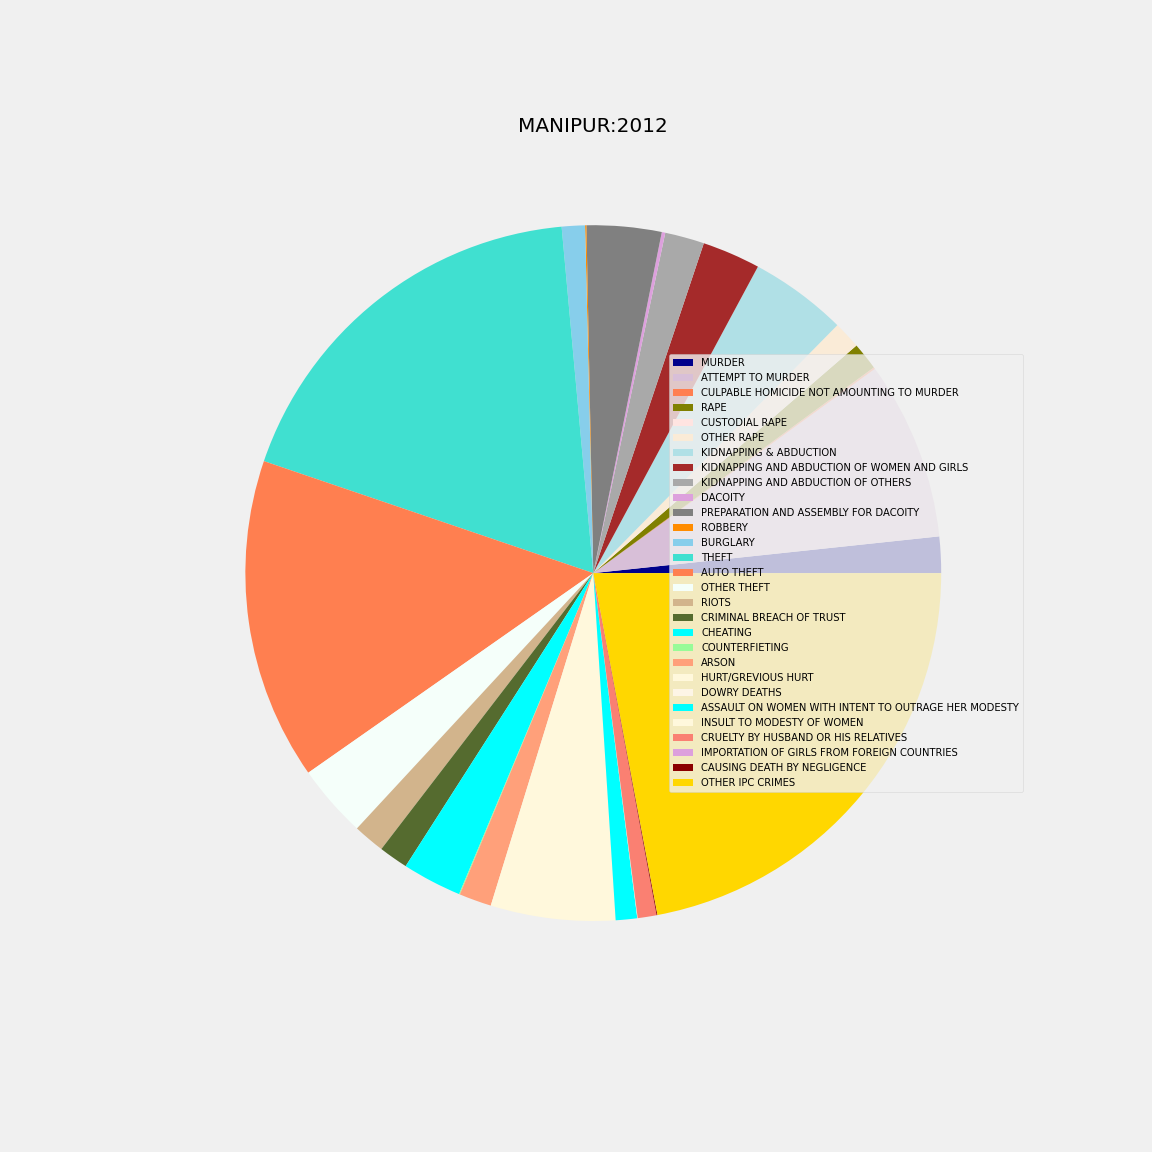 MANIPUR:2012
MURDER
ATTEMPT TO MURDER
CULPABLE HOMICIDE NOT AMOUNTING TO MURDER
RAPE
CUSTODIAL RAPE
OTHER RAPE
KIDNAPPING & ABDUCTION
KIDNAPPING AND ABDUCTION OF WOMEN AND GIRLS
KIDNAPPING AND ABDUCTION OF OTHERS
DACOITY
PREPARATION AND ASSEMBLY FOR DACOITY
ROBBERY
BURGLARY
THEFT
AUTO THEFT
OTHER THEFT
RIOTS
CRIMINAL BREACH OF TRUST
CHEATING
COUNTERFIETING
ARSON
HURT/GREVIOUS HURT
DOWRY DEATHS
ASSAULT ON WOMEN WITH INTENT TO OUTRAGE HER MODESTY
INSULT TO MODESTY OF WOMEN
CRUELTY BY HUSBAND OR HIS RELATIVES
IMPORTATION OF GIRLS FROM FOREIGN COUNTRIES
CAUSING DEATH BY NEGLIGENCE
OTHER IPC CRIMES